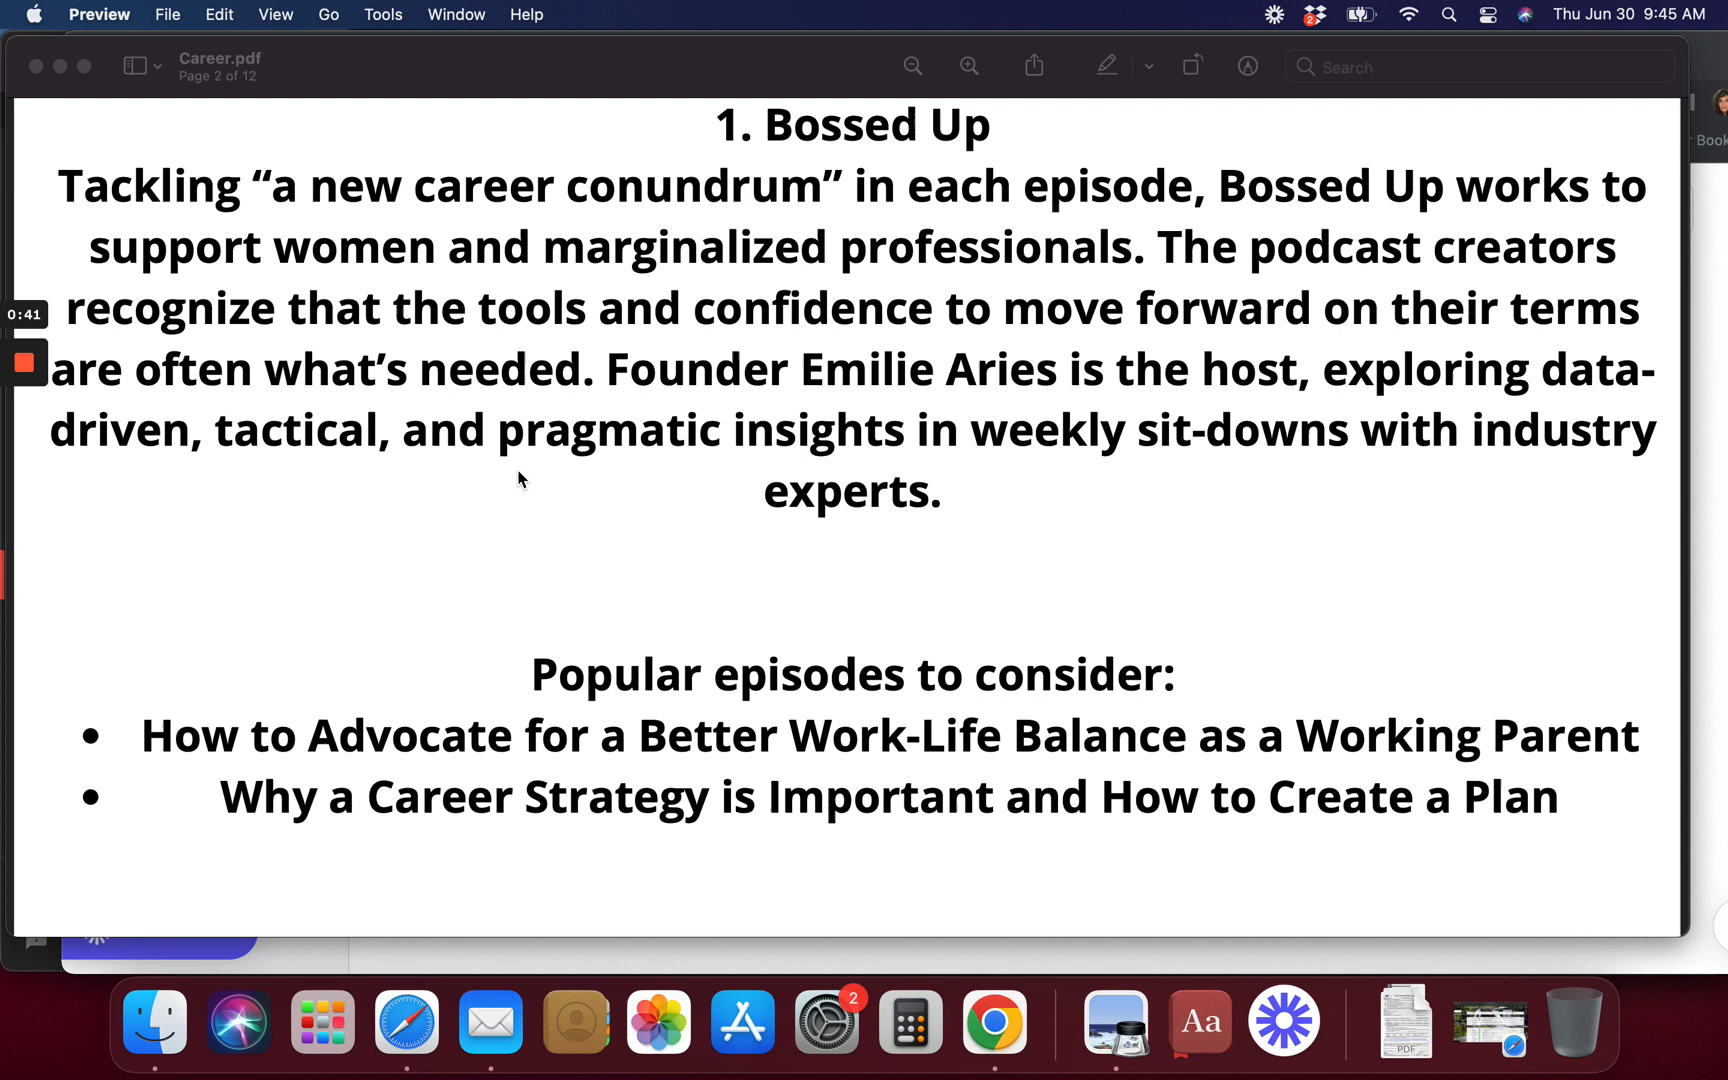 Preview File Edit View Go Tools Window Help
2
Thu Jun 30 9:45 AM
Career.pdf
Page 2 of 12
Search
Book
1. Bossed Up
Tackling “a new career conundrum” in each episode, Bossed Up works to
support women and marginalized professionals. The podcast creators
recognize that the tools and confidence to move forward on their terms
are often what’s needed. Founder Emilie Aries is the host, exploring data-
driven, tactical, and pragmatic insights in weekly sit-downs with industry
experts.
0:41
Popular episodes to consider:
• How to Advocate for a Better Work-Life Balance as a Working Parent
• Why a Career Strategy is Important and How to Create a Plan
2
Aa
PDF